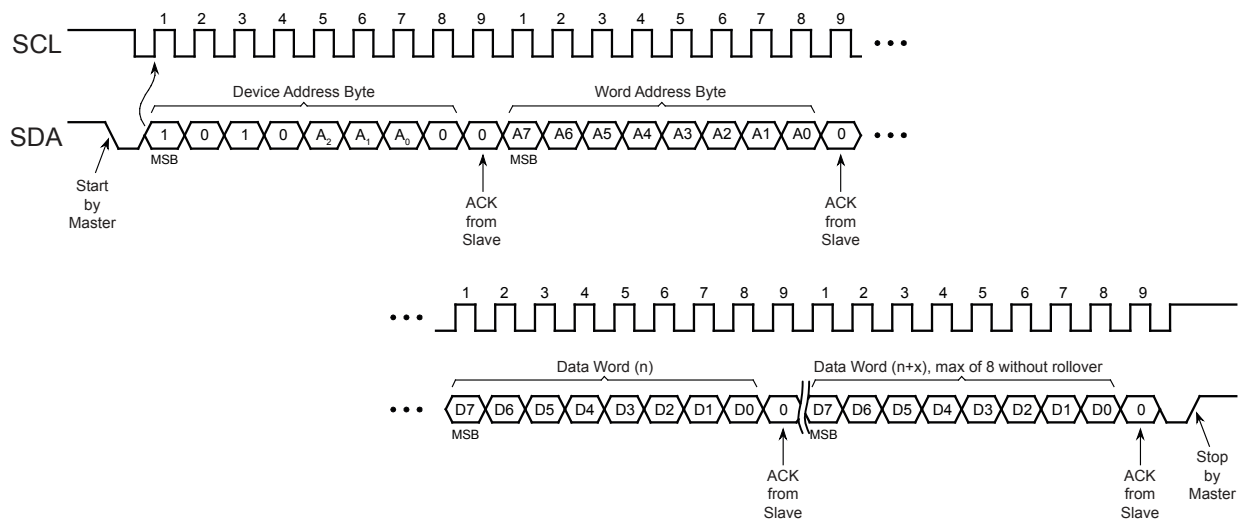 1 2 3 4 5 6 7 8 9 1 2 3 4 5 6 7 8 9
SCL
Device Address Byte Word Address Byte
SDA 1 0 1 0 A2 A1 A0 0 0 A7 A6 A5 A4 A3 A2 A1 A0 0
MSB MSB
Start
by
Master
ACK
from
Slave
ACK
from
Slave
1 2 3 4 5 6 7 8 9 1 2 3 4 5 6 7 8 9
Data Word (n) Data Word (n+x), max of 8 without rollover
D7 D6 D5 D4 D3 D2 D1 D0 0 D7 D6 D5 D4 D3 D2 D1 D0 0
MSB MSB
ACK
from
Slave
ACK
from
Slave
Stop
by
Master